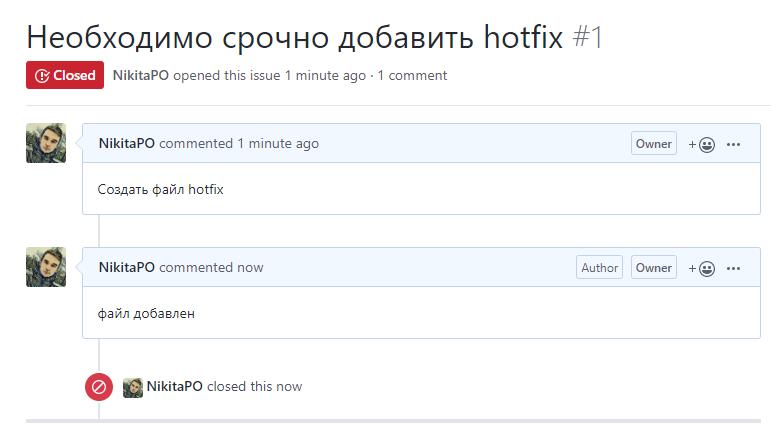 Необходимо срочно добавить hotfix #1
Closed NikitaPO opened this issue 1 minute ago · 1 comment
NikitaPO commented 1 minute ago Owner + ...
Создать файл hotfix
NikitaPO commented now Author Owner + ...
файл добавлен
NikitaPO closed this now